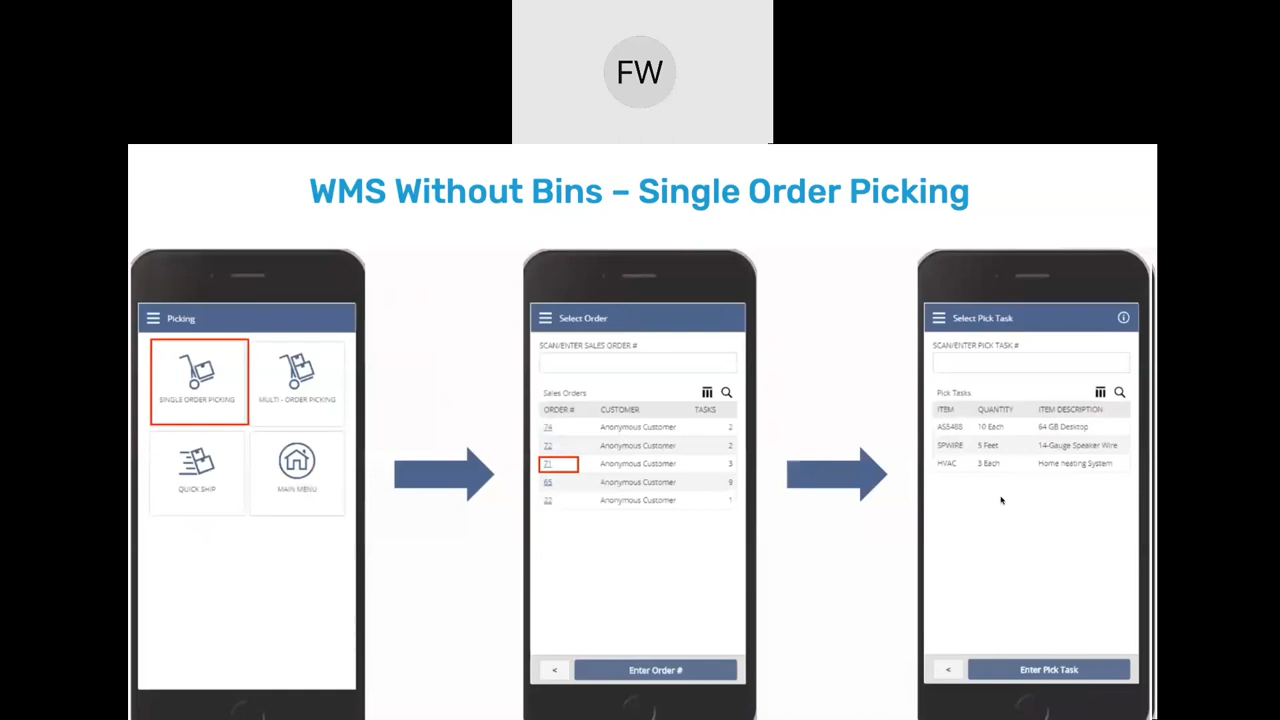 FW
WMS Without Bins – Single Order Picking
Picking
SINGLE ORDER PICKING
MULTI - ORDER PICKING
QUICK SHIP
MAIN MENU
Select Order
SCAN/ENTER SALES ORDER #
Sales Orders
ORDER # CUSTOMER TASKS
74 Anonymous Customer 2
72 Anonymous Customer 2
71 Anonymous Customer 3
65 Anonymous Customer 9
22 Anonymous Customer 1
< Enter Order #
Select Pick Task
SCAN/ENTER PICK TASK #
Pick Tasks
ITEM QUANTITY ITEM DESCRIPTION
AS5488 10 Each 64 GB Desktop
SPWIRE 5 Feet 14-Gauge Speaker Wire
HVAC 3 Each Home heating System
< Enter Pick Task